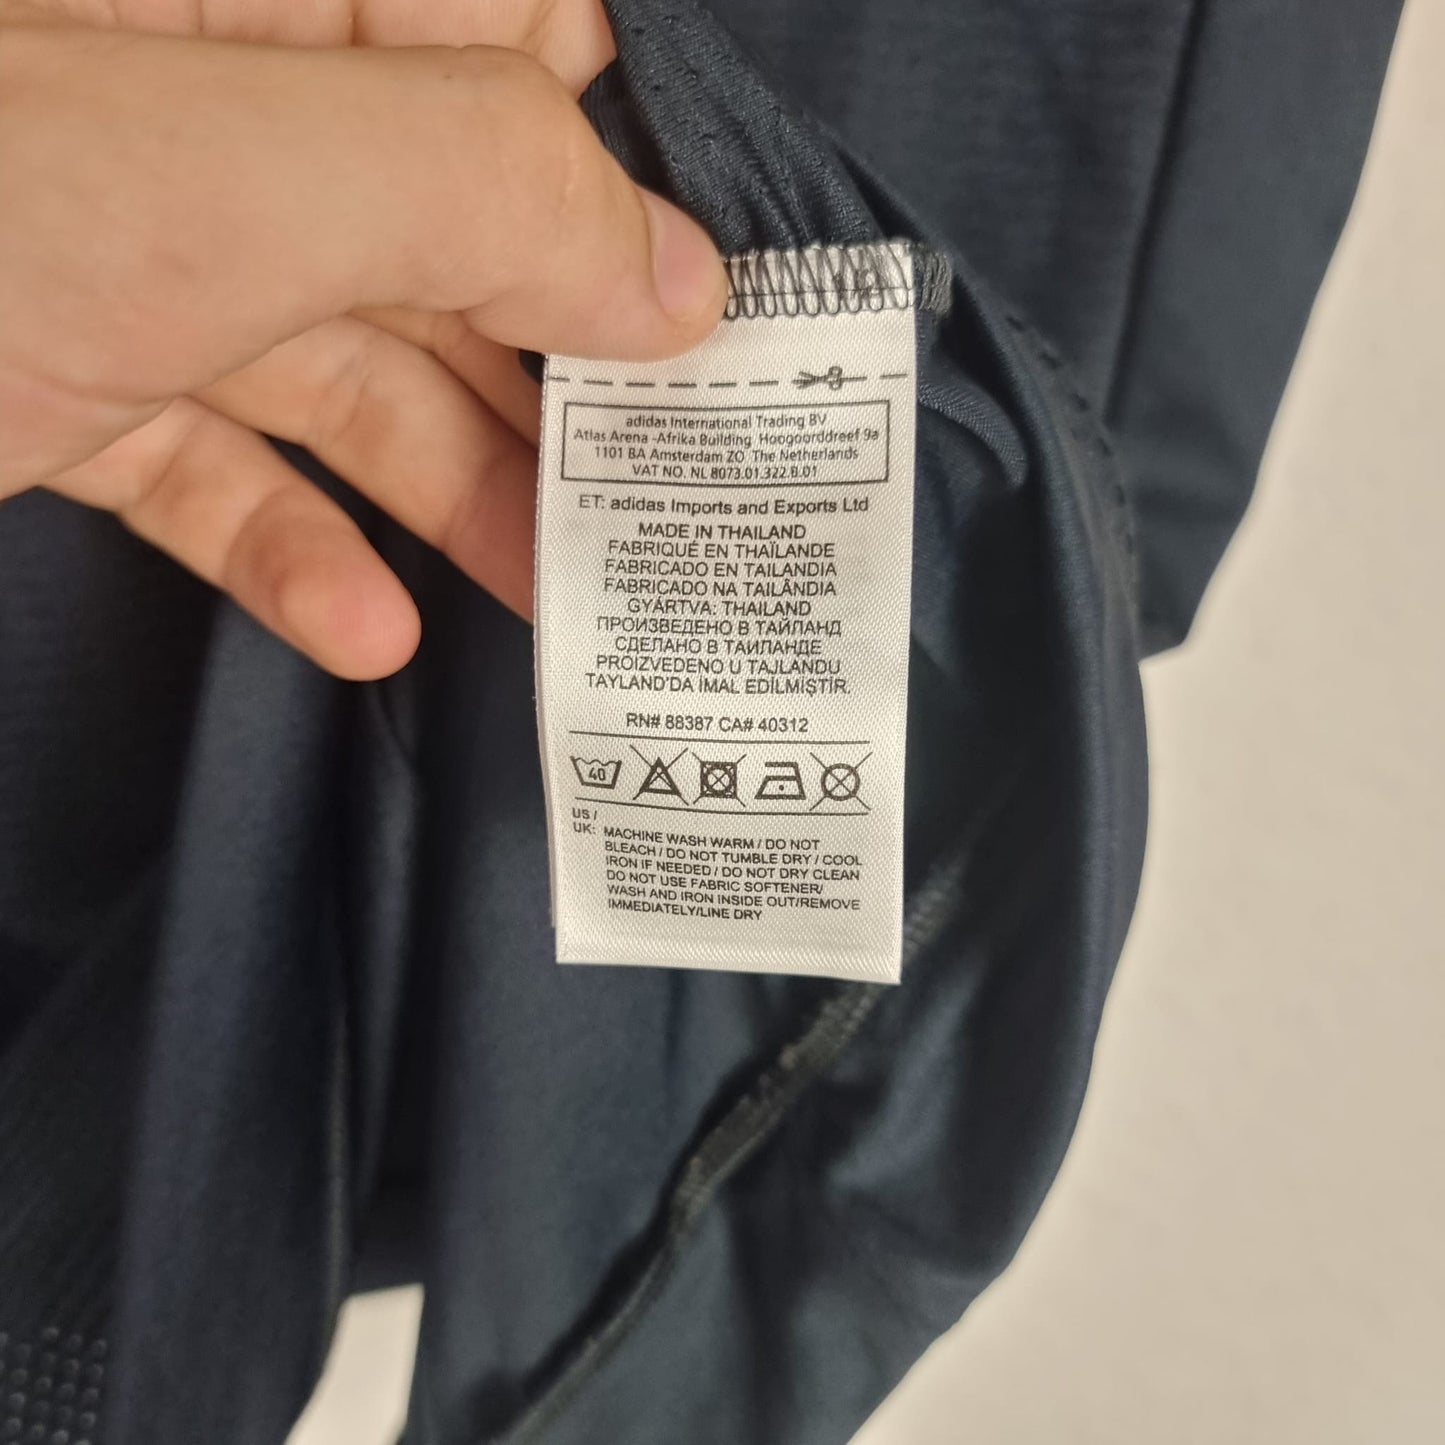 adidas International Trading BV
Atlas Arena -Afrika Building Hoogoorddreef 9a
1101 BA Amsterdam ZO The Netherlands
VAT NO. NL 8073.01.322.B.01
ET: adidas Imports and Exports Ltd
MADE IN THAILAND
FABRIQUÉ EN THAÏLANDE
FABRICADO EN TAILANDIA
FABRICADO NA TAILÂNDIA
GYÁRTVA: THAILAND
ПРОИЗВЕДЕНО В ТАЙЛАНД
СДЕЛАНО В ТАИЛАНДЕ
PROIZVEDENO U TAJLANDU
TAYLAND'DA İMAL EDİLMİŞTİR.
RN# 88387 CA# 40312
40
US /
UK: MACHINE WASH WARM / DO NOT
BLEACH / DO NOT TUMBLE DRY / COOL
IRON IF NEEDED / DO NOT DRY CLEAN
DO NOT USE FABRIC SOFTENER/
WASH AND IRON INSIDE OUT/REMOVE
IMMEDIATELY/LINE DRY